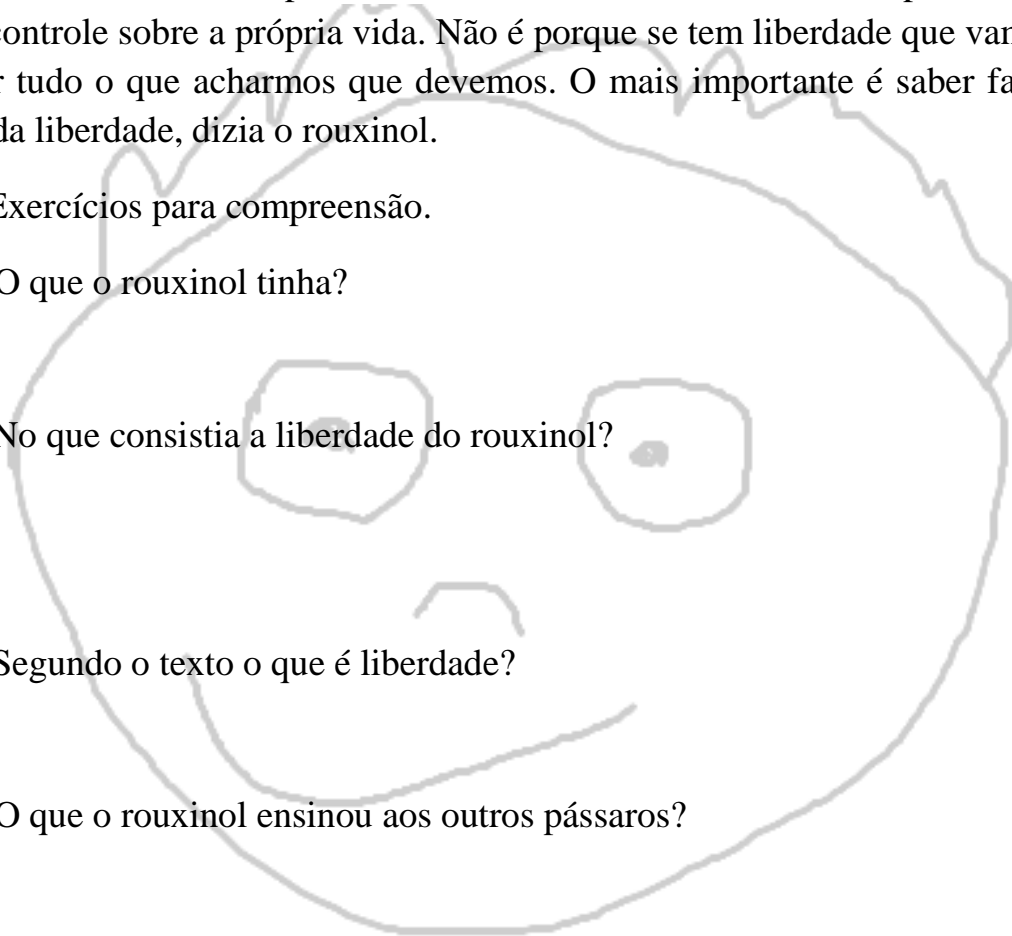 controle sobre a própria vida. Não é porque se tem liberdade que
tudo o que acharmos que devemos. O mais importante é saber
da liberdade, dizia o rouxinol.
Exercícios para compreensão.
O que o rouxinol tinha?
No que consistia a liberdade do rouxinol?
Segundo o texto o que é liberdade?
O que o rouxinol ensinou aos outros pássaros?